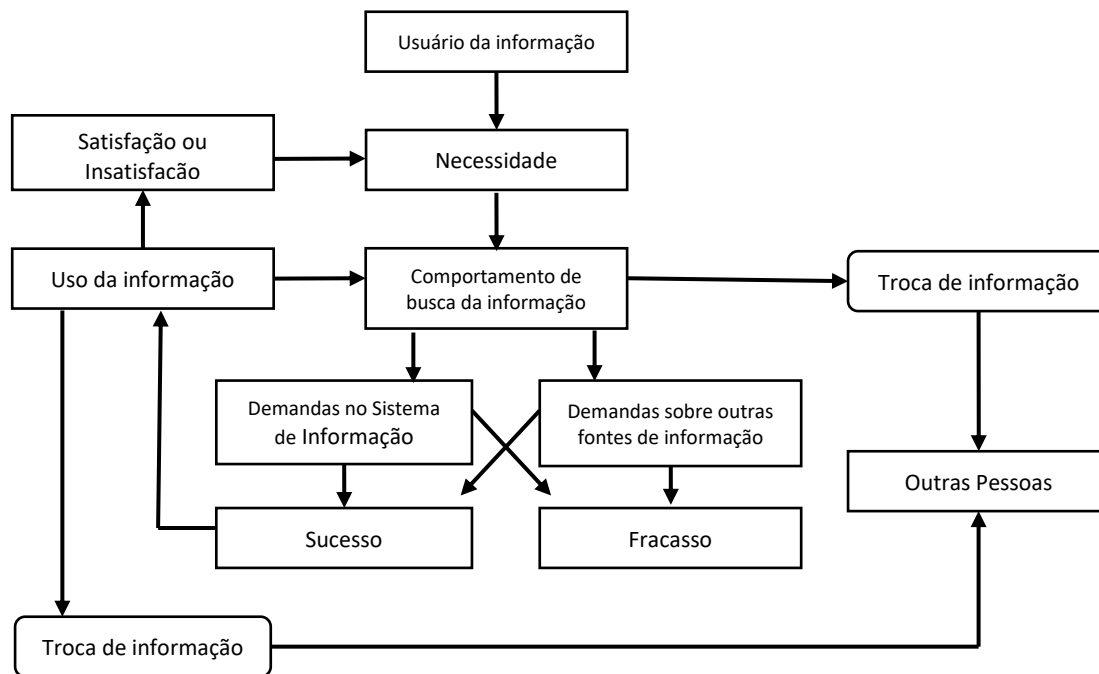 Usuário da informação
Satisfação ou
Insatisfacão
Necessidade
Uso da informação
Comportamento de
busca da informação
Troca de informação
Demandas no Sistema
de Informação
Demandas sobre outras
fontes de informação
Outras Pessoas
Sucesso
Fracasso
Troca de informação